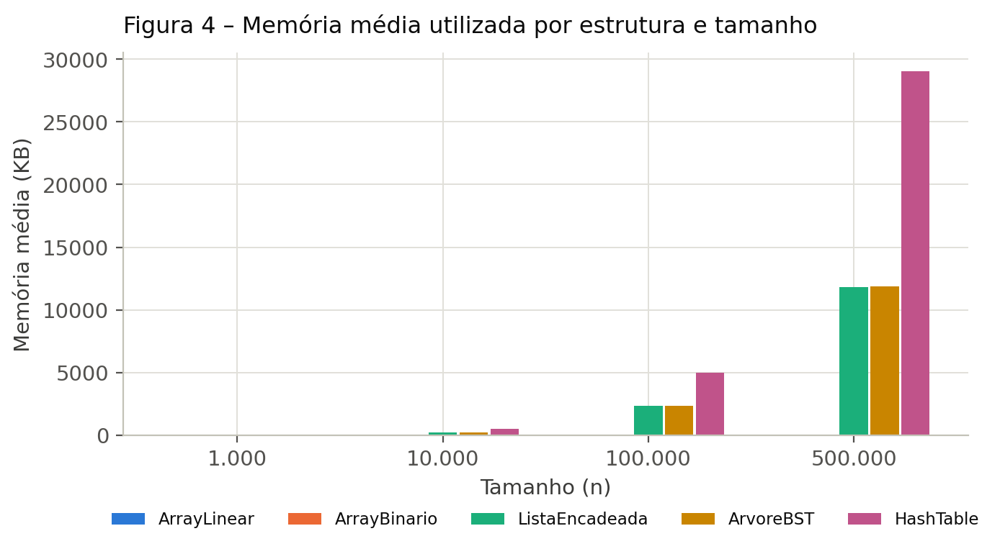 Figura 4 – Memória média utilizada por estrutura e tamanho
30000
25000
20000
15000
10000
5000
0
Memória média (KB)
1.000 10.000 100.000 500.000
Tamanho (n)
ArrayLinear ArrayBinario ListaEncadeada ArvoreBST HashTable